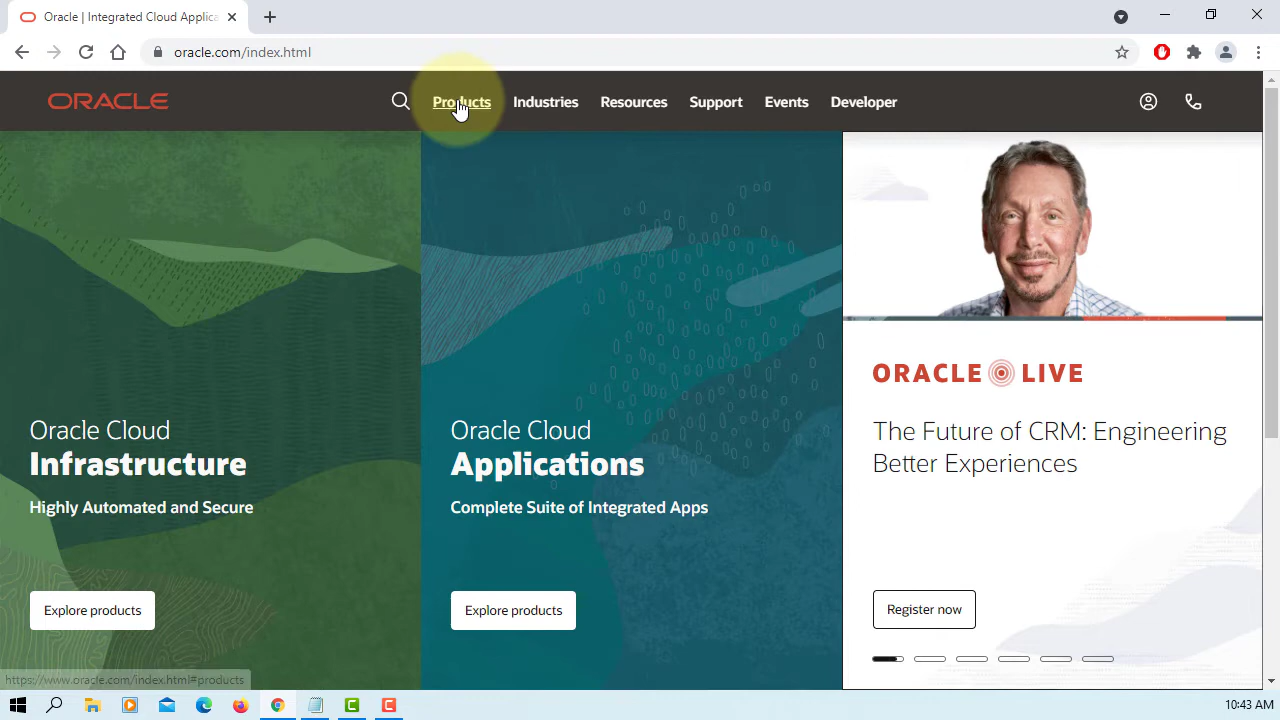 Oracle | Integrated Cloud Applica
oracle.com/index.html
ORACLE
Products
Industries
Resources
Support
Events
Developer
Oracle Cloud
Infrastructure
Highly Automated and Secure
Explore products
Oracle Cloud
Applications
Complete Suite of Integrated Apps
Explore products
ORACLE LIVE
The Future of CRM: Engineering
Better Experiences
Register now
https://www.oracle.com/index.html#products
10:43 AM